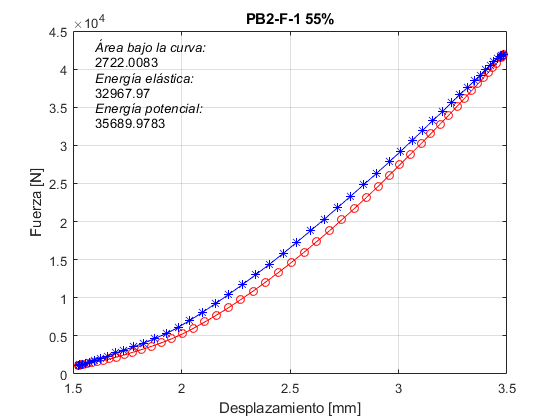 PB2-F-1 55%
×10^4
4.5
4
3.5
3
2.5
2
1.5
1
0.5
0
Fuerza [N]
Área bajo la curva:
2722.0083
Energía elástica:
32967.97
Energía potencial:
35689.9783
1.5 2 2.5 3 3.5
Desplazamiento [mm]